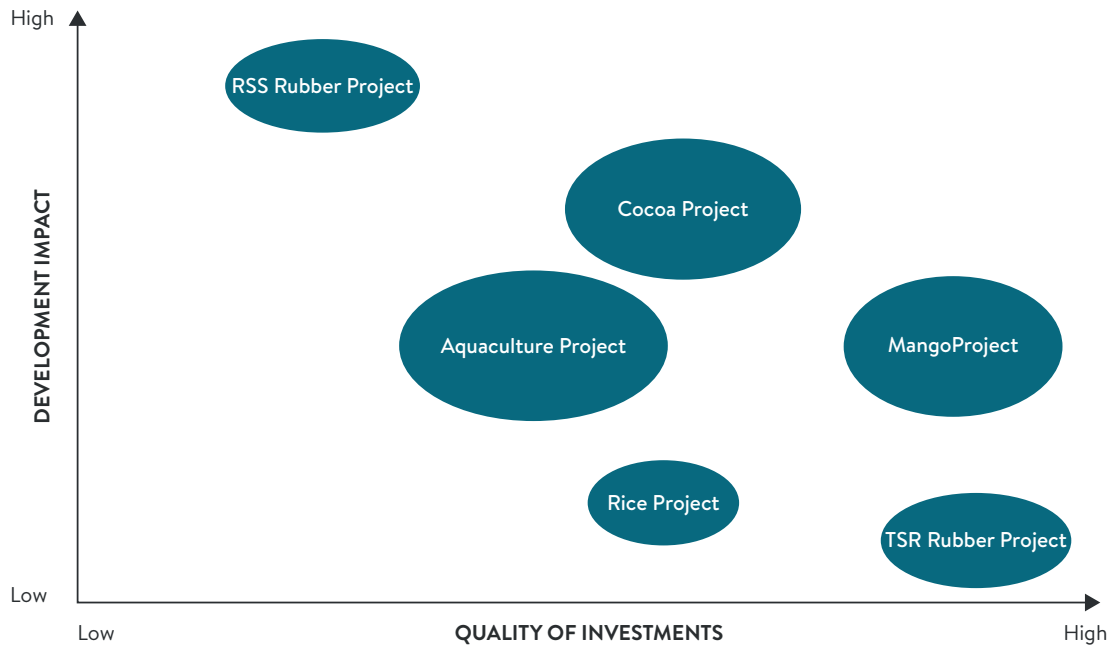 High
RSS Rubber Project
Cocoa Project
DEVELOPMENT IMPACT
Aquaculture Project
MangoProject
Rice Project
TSR Rubber Project
Low
Low
QUALITY OF INVESTMENTS
High